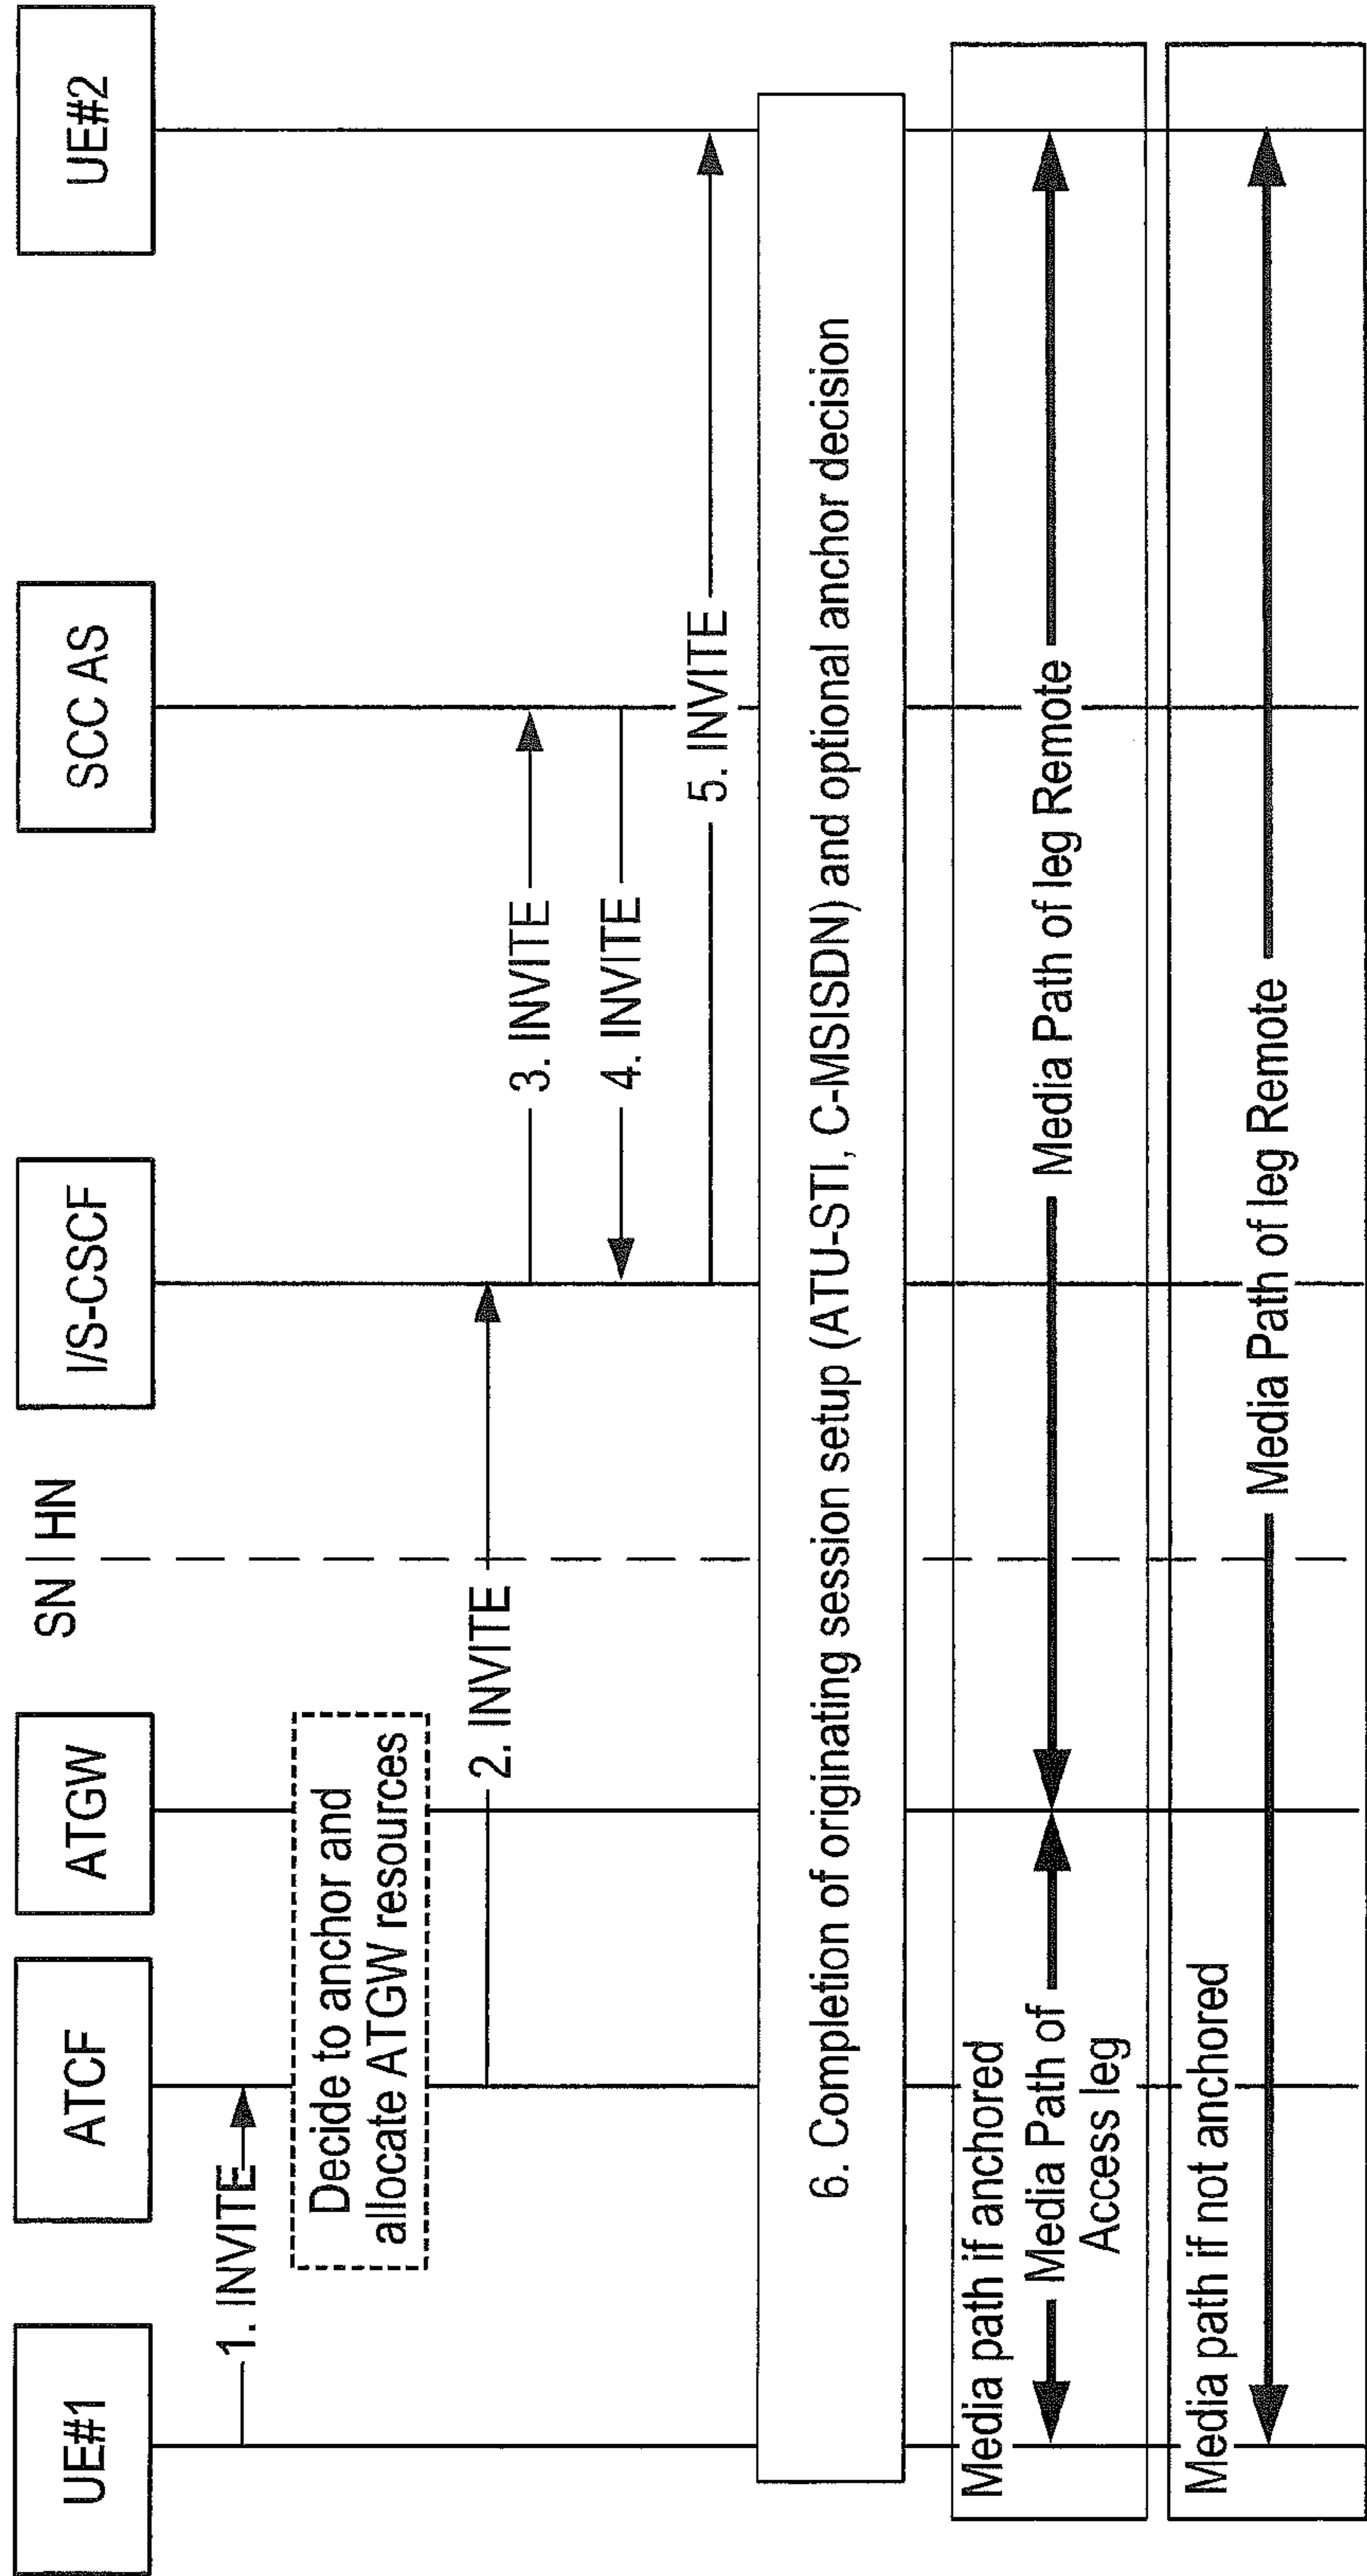 UE#1
ATCF
ATGW
SN | HN
I/S-CSCF
SCC AS
UE#2
1. INVITE
Decide to anchor and
allocate ATGW resources
2. INVITE
3. INVITE
4. INVITE
5. INVITE
6. Completion of originating session setup (ATU-STI, C-MSISDN) and optional anchor decision
Media path if anchored
Media Path of
Access leg
Media Path of leg Remote
Media path if not anchored
Media Path of leg Remote